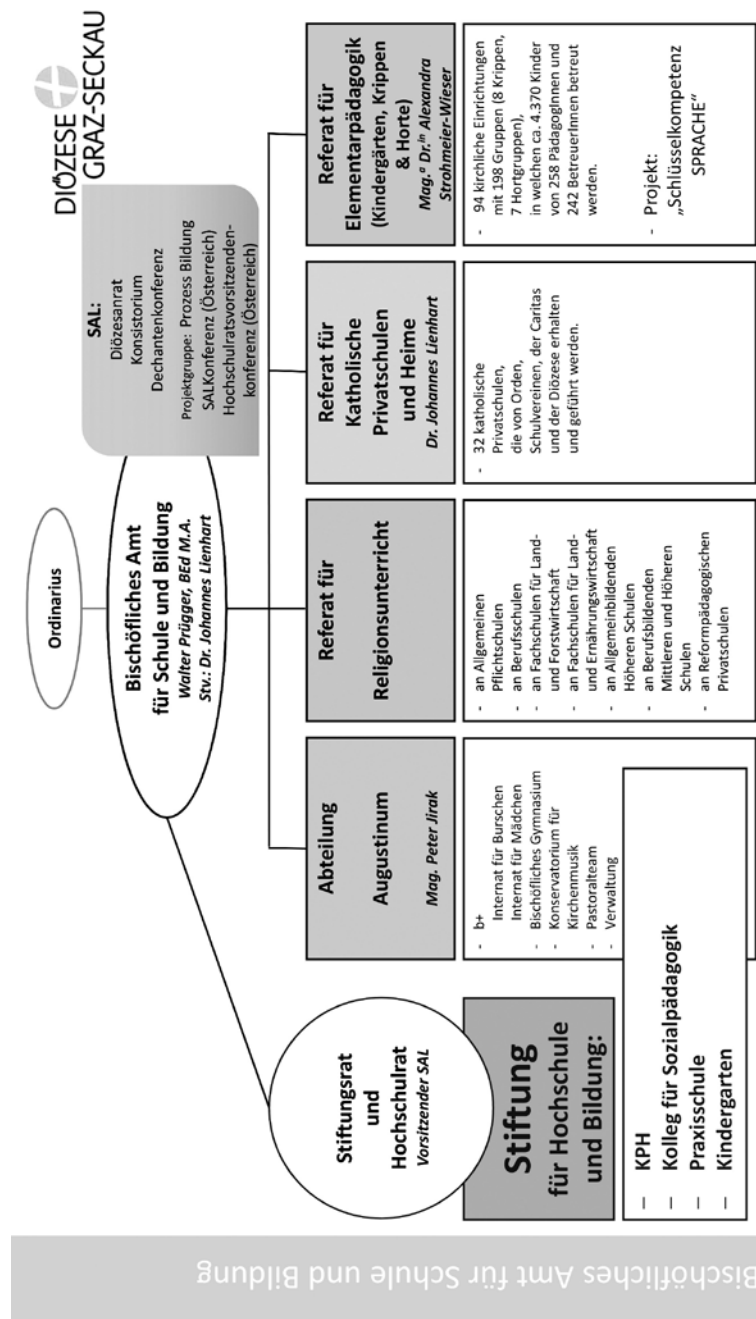 Bischöfliches Amt für Schule und Bildung
DIÖZESE
GRAZ-SECKAU
Ordinarius
Bischöfliches Amt
für Schule und Bildung
Walter Prügger, BEd M.A.
Stv.: Dr. Johannes Lienhart
SAL:
Diözesanrat
Konsistorium
Dechantenkonferenz
Projektgruppe: Prozess Bildung
SALKonferenz (Österreich)
Hochschulratsvorsitzenden-
konferenz (Österreich)
Stiftungsrat
und
Hochschulrat
Vorsitzender SAL
Stiftung
für Hochschule
und Bildung:
– KPH
– Kolleg für Sozialpädagogik
– Praxisschule
– Kindergarten
Abteilung
Augustinum
Mag. Peter Jirak
- b+
Internat für Burschen
Internat für Mädchen
- Bischöfliches Gymnasium
- Konservatorium für
Kirchenmusik
- Pastoralteam
- Verwaltung
Referat für
Religionsunterricht
- an Allgemeinen
Pflichtschulen
- an Berufsschulen
- an Fachschulen für Land-
und Forstwirtschaft
- an Fachschulen für Land-
und Ernährungswirtschaft
- an Allgemeinbildenden
Höheren Schulen
- an Berufsbildenden
Mittleren und Höheren
Schulen
- an Reformpädagogischen
Privatschulen
Referat für
Katholische
Privatschulen
und Heime
Dr. Johannes Lienhart
- 32 katholische
Privatschulen,
die von Orden,
Schulvereinen, der Caritas
und der Diözese erhalten
und geführt werden.
Referat für
Elementarpädagogik
(Kindergärten, Krippen
& Horte)
Mag.ª Dr.in Alexandra
Strohmeier-Wieser
- 94 kirchliche Einrichtungen
mit 198 Gruppen (8 Krippen,
7 Hortgruppen),
in welchen ca. 4.370 Kinder
von 258 PädagogInnen und
242 BetreuerInnen betreut
werden.
- Projekt:
„Schlüsselkompetenz
SPRACHE"